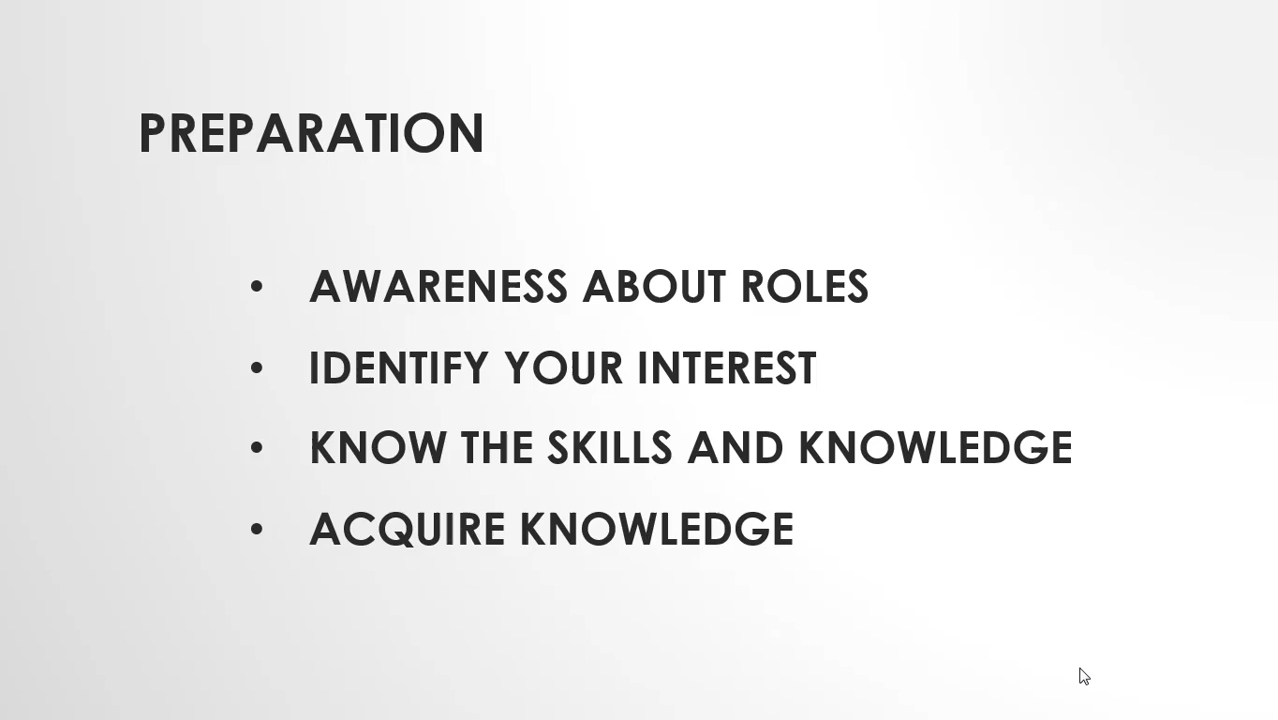 PREPARATION
• AWARENESS ABOUT ROLES
• IDENTIFY YOUR INTEREST
• KNOW THE SKILLS AND KNOWLEDGE
• ACQUIRE KNOWLEDGE